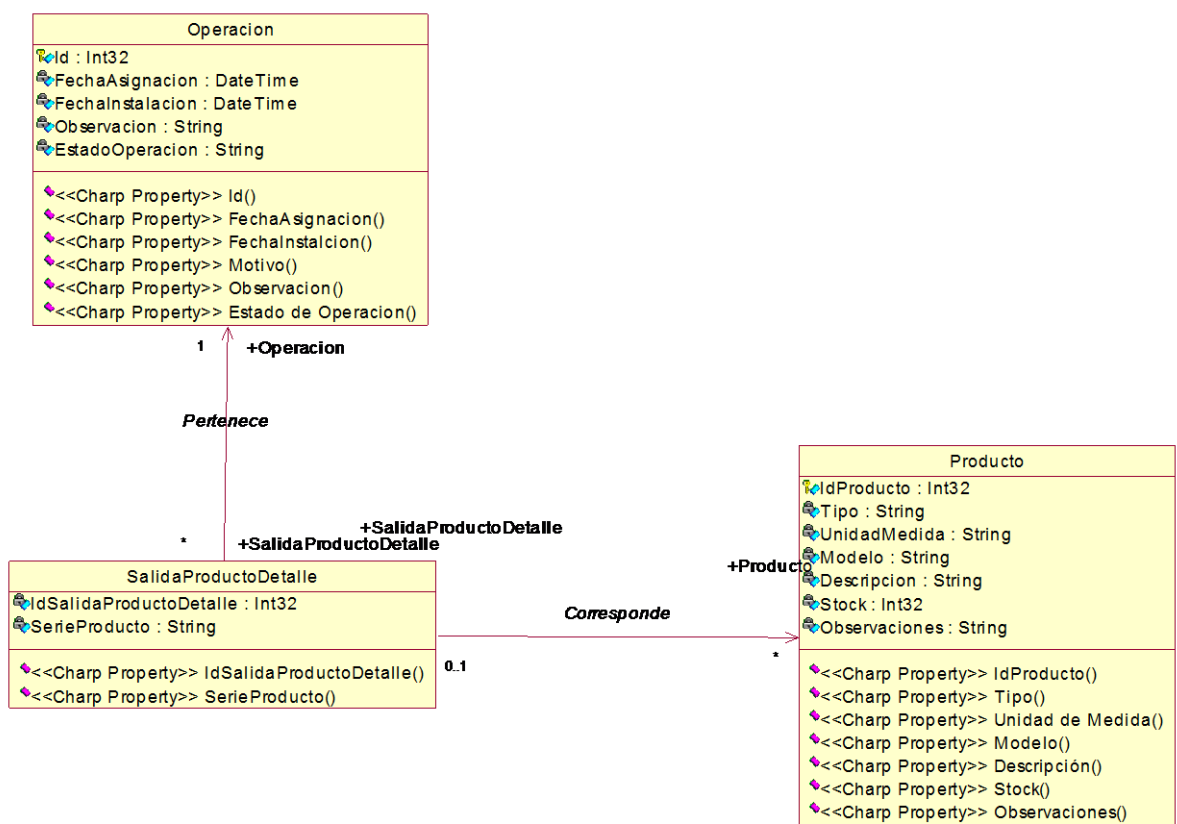 Operacion
Id : Int32
FechaAsignacion : DateTime
FechaInstalacion : DateTime
Observacion : String
EstadoOperacion : String
<<Charp Property>> Id()
<<Charp Property>> FechaAsignacion()
<<Charp Property>> FechaInstalcion()
<<Charp Property>> Motivo()
<<Charp Property>> Observacion()
<<Charp Property>> Estado de Operacion()
1
+Operacion
Pertenece
*
+SalidaProductoDetalle
+SalidaProductoDetalle
SalidaProductoDetalle
IdSalidaProductoDetalle : Int32
SerieProducto : String
<<Charp Property>> IdSalidaProductoDetalle()
<<Charp Property>> SerieProducto()
0..1
Corresponde
+Producto
*
Producto
IdProducto : Int32
Tipo : String
UnidadMedida : String
Modelo : String
Descripcion : String
Stock : Int32
Observaciones : String
<<Charp Property>> IdProducto()
<<Charp Property>> Tipo()
<<Charp Property>> Unidad de Medida()
<<Charp Property>> Modelo()
<<Charp Property>> Descripción()
<<Charp Property>> Stock()
<<Charp Property>> Observaciones()